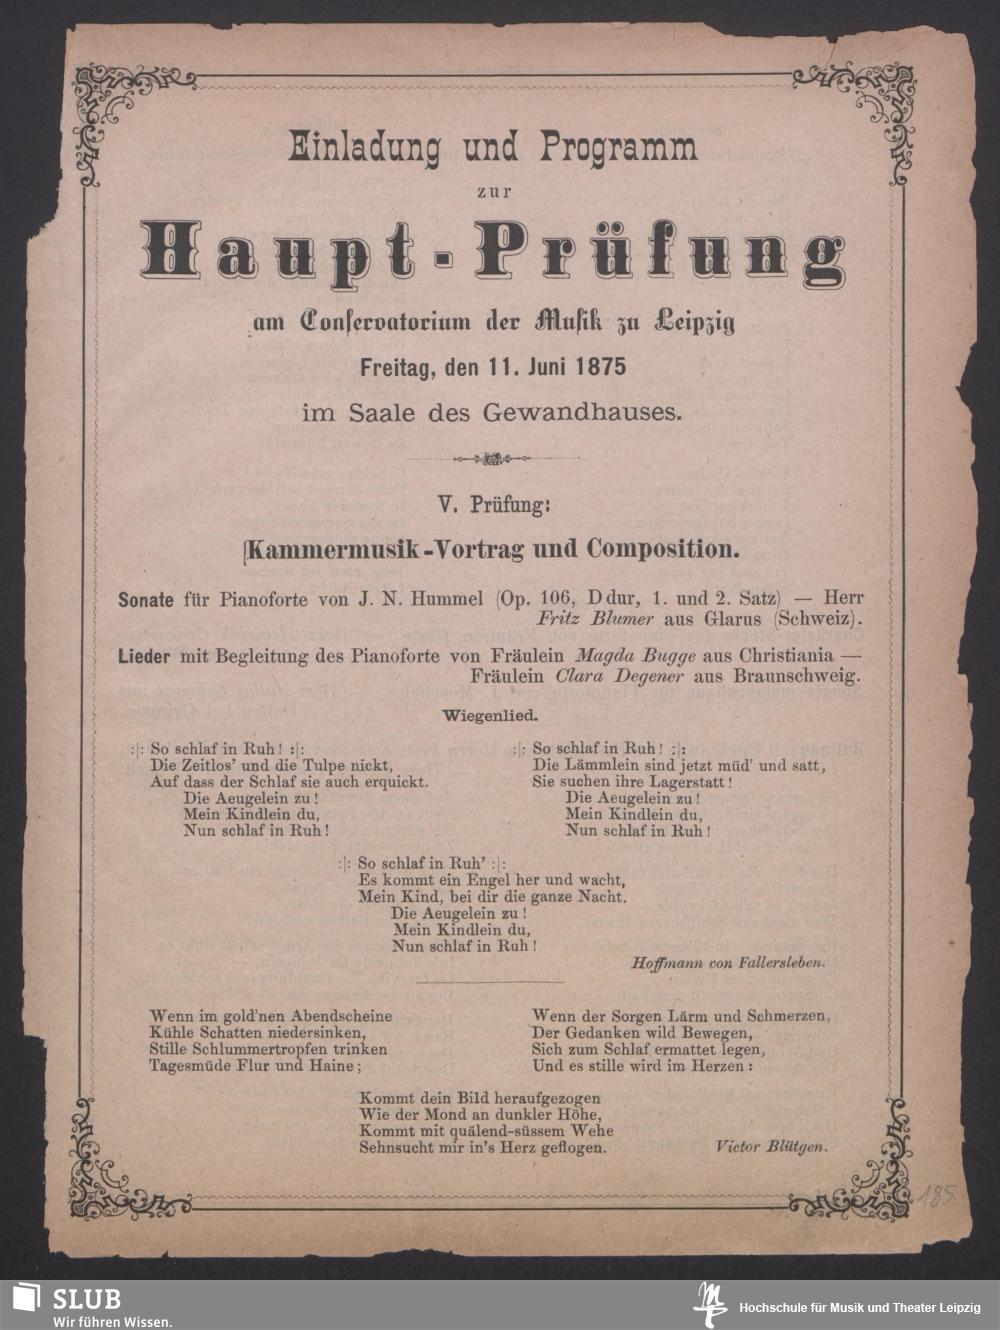 Einladung und Programm
zur
Haupt-Prüfung
am Conservatorium der Musik zu Leipzig
Freitag, den 11. Juni 1875
im Saale des Gewandhauses.
V. Prüfung:
Kammermusik-Vortrag und Composition.
Sonate für Pianoforte von J. N. Hummel (Op. 106, Ddur, 1. und 2. Satz) — Herr
Fritz Blumer aus Glarus (Schweiz).
Lieder mit Begleitung des Pianoforte von Fräulein Magda Bugge aus Christiania —
Fräulein Clara Degener aus Braunschweig.
Wiegenlied.
:|: So schlaf in Ruh! :|:
Die Zeitlos' und die Tulpe nickt,
Auf dass der Schlaf sie auch erquickt.
Die Aeugelein zu!
Mein Kindlein du,
Nun schlaf in Ruh!
:|: So schlaf in Ruh! :|:
Die Lämmlein sind jetzt müd' und satt,
Sie suchen ihre Lagerstatt!
Die Aeugelein zu!
Mein Kindlein du,
Nun schlaf in Ruh!
:|: So schlaf in Ruh' :|:
Es kommt ein Engel her und wacht,
Mein Kind, bei dir die ganze Nacht.
Die Aeugelein zu!
Mein Kindlein du,
Nun schlaf in Ruh!
Hoffmann von Fallersleben.
Wenn im gold'nen Abendscheine
Kühle Schatten niedersinken,
Stille Schlummertropfen trinken
Tagesmüde Flur und Haine;
Wenn der Sorgen Lärm und Schmerzen,
Der Gedanken wild Bewegen,
Sich zum Schlaf ermattet legen,
Und es stille wird im Herzen:
Kommt dein Bild heraufgezogen
Wie der Mond an dunkler Höhe,
Kommt mit quälend-süssem Wehe
Sehnsucht mir in's Herz geflogen.
Victor Blüthgen.
185
SLUB
Wir führen Wissen.
Hochschule für Musik und Theater Leipzig